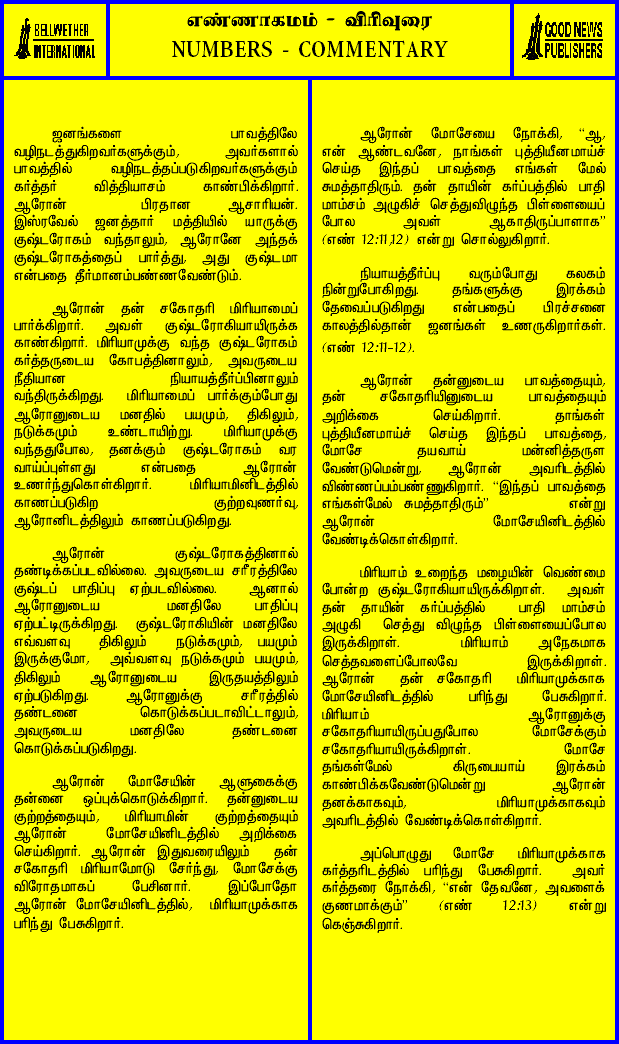 BELLWETHER
INTERNATIONAL
எண்ணாகமம் - விரிவுரை
NUMBERS - COMMENTARY
GOOD NEWS
PUBLISHERS
ஜனங்களை பாவத்திலே
வழிநடத்துகிறவர்களுக்கும், அவர்களால்
பாவத்தில் வழிநடத்தப்படுகிறவர்களுக்கும்
கர்த்தர் வித்தியாசம் காண்பிக்கிறார்.
ஆரோன் பிரதான ஆசாரியன்.
இஸ்ரவேல் ஜனத்தார் மத்தியில் யாருக்கு
குஷ்டரோகம் வந்தாலும், ஆரோனே அந்தக்
குஷ்டரோகத்தைப் பார்த்து, அது குஷ்டமா
என்பதை தீர்மானம்பண்ணவேண்டும்.
ஆரோன் தன் சகோதரி மிரியாமைப்
பார்க்கிறார். அவள் குஷ்டரோகியாயிருக்க
காண்கிறார். மிரியாமுக்கு வந்த குஷ்டரோகம்
கர்த்தருடைய கோபத்தினாலும், அவருடைய
நீதியான நியாயத்தீர்ப்பினாலும்
வந்திருக்கிறது. மிரியாமைப் பார்க்கும்போது
ஆரோனுடைய மனதில் பயமும், திகிலும்,
நடுக்கமும் உண்டாயிற்று. மிரியாமுக்கு
வந்ததுபோல, தனக்கும் குஷ்டரோகம் வர
வாய்ப்புள்ளது என்பதை ஆரோன்
உணர்ந்துகொள்கிறார். மிரியாமினிடத்தில்
காணப்படுகிற குற்றவுணர்வு,
ஆரோனிடத்திலும் காணப்படுகிறது.
ஆரோன் குஷ்டரோகத்தினால்
தண்டிக்கப்படவில்லை. அவருடைய சரீரத்திலே
குஷ்டப் பாதிப்பு ஏற்படவில்லை. ஆனால்
ஆரோனுடைய மனதிலே பாதிப்பு
ஏற்பட்டிருக்கிறது. குஷ்டரோகியின் மனதிலே
எவ்வளவு திகிலும் நடுக்கமும், பயமும்
இருக்குமோ, அவ்வளவு நடுக்கமும் பயமும்,
திகிலும் ஆரோனுடைய இருதயத்திலும்
ஏற்படுகிறது. ஆரோனுக்கு சரீரத்தில்
தண்டனை கொடுக்கப்படாவிட்டாலும்,
அவருடைய மனதிலே தண்டனை
கொடுக்கப்படுகிறது.
ஆரோன் மோசேயின் ஆளுகைக்கு
தன்னை ஒப்புக்கொடுக்கிறார். தன்னுடைய
குற்றத்தையும், மிரியாமின் குற்றத்தையும்
ஆரோன் மோசேயினிடத்தில் அறிக்கை
செய்கிறார். ஆரோன் இதுவரையிலும் தன்
சகோதரி மிரியாமோடு சேர்ந்து, மோசேக்கு
விரோதமாகப் பேசினார். இப்போதோ
ஆரோன் மோசேயினிடத்தில், மிரியாமுக்காக
பரிந்து பேசுகிறார்.
ஆரோன் மோசேயை நோக்கி, “ஆ,
என் ஆண்டவனே, நாங்கள் புத்தியீனமாய்ச்
செய்த இந்தப் பாவத்தை எங்கள் மேல்
சுமத்தாதிரும். தன் தாயின் கர்ப்பத்தில் பாதி
மாம்சம் அழுகிச் செத்துவிழுந்த பிள்ளையைப்
போல அவள் ஆகாதிருப்பாளாக”
(எண் 12:11,12) என்று சொல்லுகிறார்.
நியாயத்தீர்ப்பு வரும்போது கலகம்
நின்றுபோகிறது. தங்களுக்கு இரக்கம்
தேவைப்படுகிறது என்பதைப் பிரச்சனை
காலத்தில்தான் ஜனங்கள் உணருகிறார்கள்.
(எண் 12:11-12).
ஆரோன் தன்னுடைய பாவத்தையும்,
தன் சகோதரியினுடைய பாவத்தையும்
அறிக்கை செய்கிறார். தாங்கள்
புத்தியீனமாய்ச் செய்த இந்தப் பாவத்தை,
மோசே தயவாய் மன்னித்தருள
வேண்டுமென்று, ஆரோன் அவரிடத்தில்
விண்ணப்பம்பண்ணுகிறார். “இந்தப் பாவத்தை
எங்கள்மேல் சுமத்தாதிரும்” என்று
ஆரோன் மோசேயினிடத்தில்
வேண்டிக்கொள்கிறார்.
மிரியாம் உறைந்த மழையின் வெண்மை
போன்ற குஷ்டரோகியாயிருக்கிறாள். அவள்
தன் தாயின் கர்ப்பத்தில் பாதி மாம்சம்
அழுகி செத்து விழுந்த பிள்ளையைப்போல
இருக்கிறாள். மிரியாம் அநேகமாக
செத்தவளைப்போலவே இருக்கிறாள்.
ஆரோன் தன் சகோதரி மிரியாமுக்காக
மோசேயினிடத்தில் பரிந்து பேசுகிறார்.
மிரியாம் ஆரோனுக்கு
சகோதரியாயிருப்பதுபோல மோசேக்கும்
சகோதரியாயிருக்கிறாள். மோசே
தங்கள்மேல் கிருபையாய் இரக்கம்
காண்பிக்கவேண்டுமென்று ஆரோன்
தனக்காகவும், மிரியாமுக்காகவும்
அவரிடத்தில் வேண்டிக்கொள்கிறார்.
அப்பொழுது மோசே மிரியாமுக்காக
கர்த்தரிடத்தில் பரிந்து பேசுகிறார். அவர்
கர்த்தரை நோக்கி, “என் தேவனே, அவளைக்
குணமாக்கும்” (எண் 12:13) என்று
கெஞ்சுகிறார்.